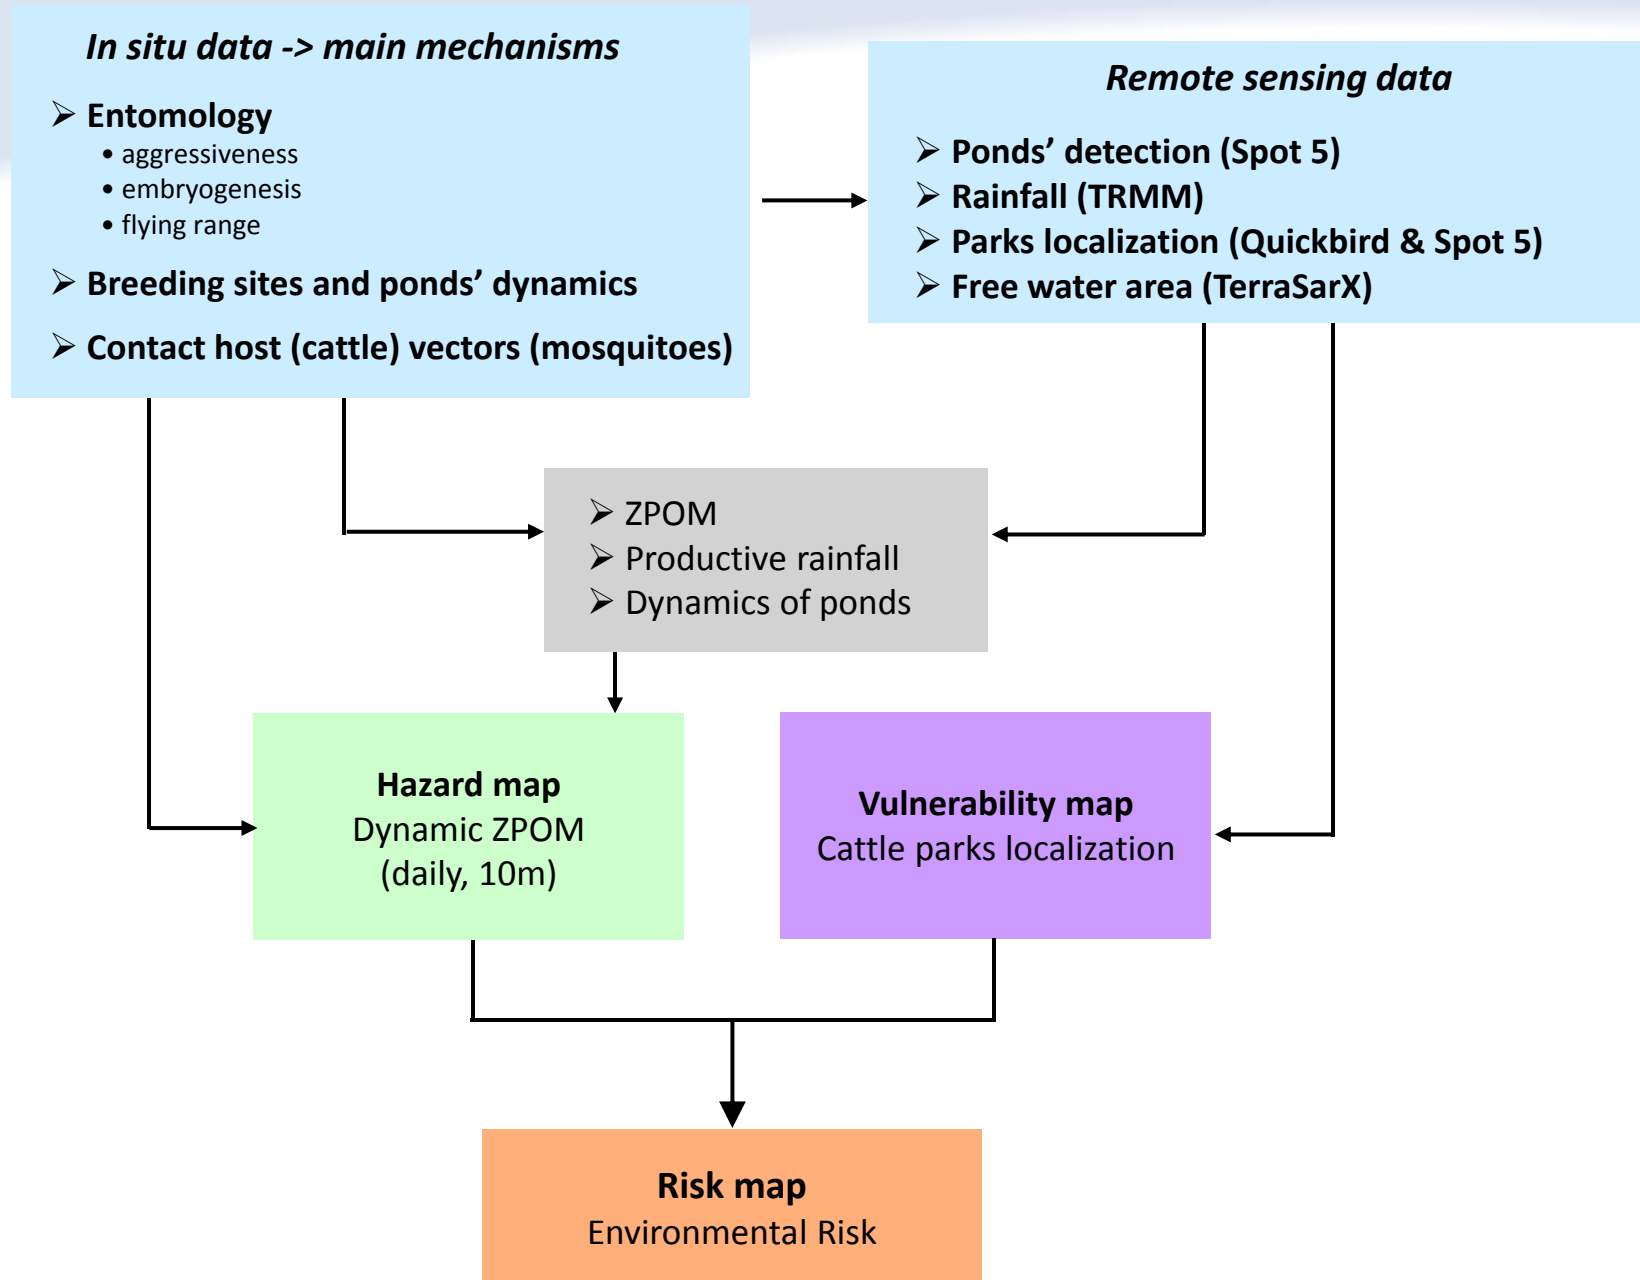 In situ data -> main mechanisms
➢ Entomology
• aggressiveness
• embryogenesis
• flying range
➢ Breeding sites and ponds’ dynamics
➢ Contact host (cattle) vectors (mosquitoes)
Remote sensing data
➢ Ponds’ detection (Spot 5)
➢ Rainfall (TRMM)
➢ Parks localization (Quickbird & Spot 5)
➢ Free water area (TerraSarX)
➢ ZPOM
➢ Productive rainfall
➢ Dynamics of ponds
Hazard map
Dynamic ZPOM
(daily, 10m)
Vulnerability map
Cattle parks localization
Risk map
Environmental Risk